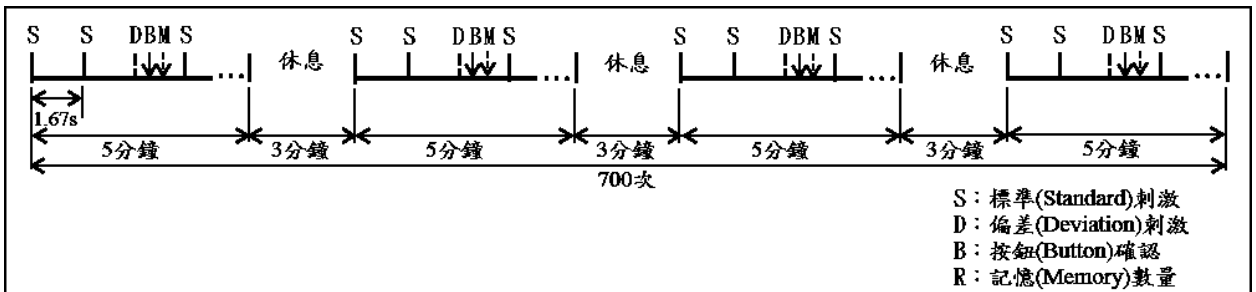 S S DBM S 休息 S S DBM S 休息 S S DBM S 休息 S S DBM S
1.67s
5分鐘 3分鐘 5分鐘 3分鐘 5分鐘 3分鐘 5分鐘
700次
S：標準(Standard)刺激
D：偏差(Deviation)刺激
B：按鈕(Button)確認
R：記憶(Memory)數量